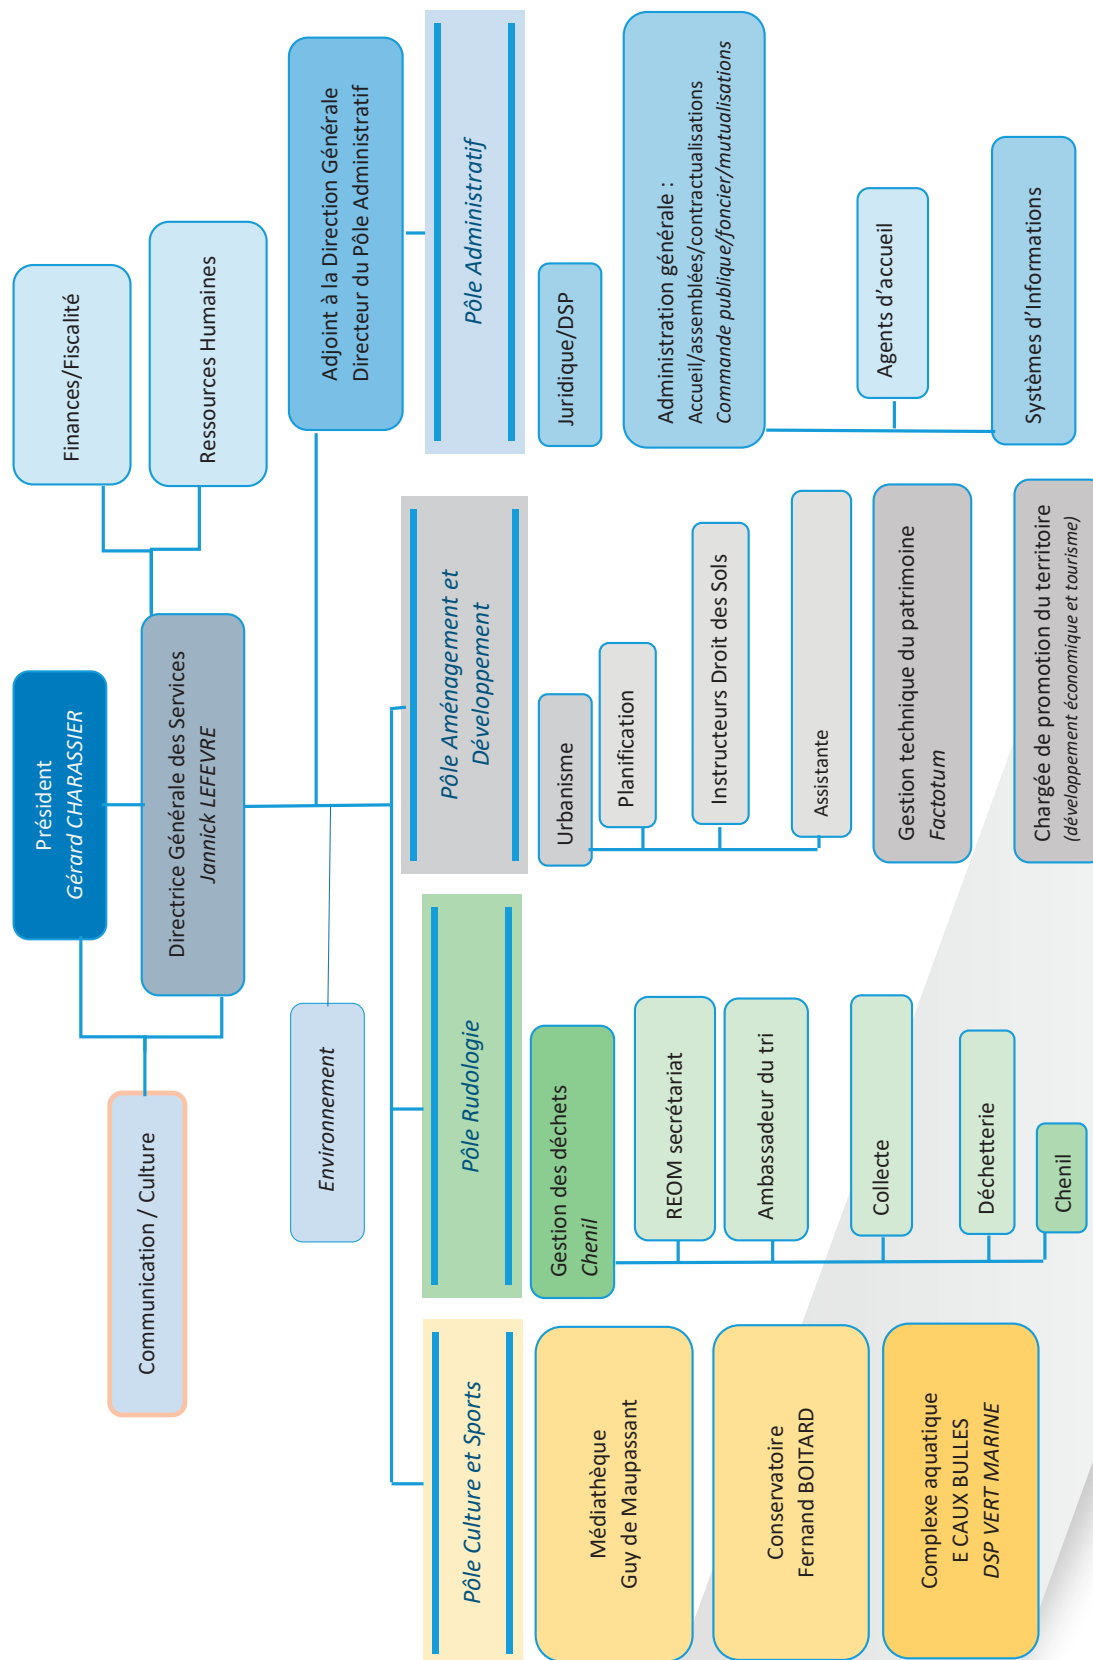 Président
Gérard CHARASSIER
Communication / Culture
Directrice Générale des Services
Jannick LEFEVRE
Finances/Fiscalité
Ressources Humaines
Environnement
Adjoint à la Direction Générale
Directeur du Pôle Administratif
Pôle Culture et Sports
Médiathèque
Guy de Maupassant
Conservatoire
Fernand BOITARD
Complexe aquatique
E CAUX BULLES
DSP VERT MARINE
Pôle Rudologie
Gestion des déchets
Chenil
REOM secrétariat
Ambassadeur du tri
Collecte
Déchetterie
Chenil
Pôle Aménagement et
Développement
Urbanisme
Planification
Instructeurs Droit des Sols
Assistante
Gestion technique du patrimoine
Factotum
Chargée de promotion du territoire
(développement économique et tourisme)
Pôle Administratif
Juridique/DSP
Administration générale :
Accueil/assemblées/contractualisations
Commande publique/foncier/mutualisations
Agents d’accueil
Systèmes d’Informations